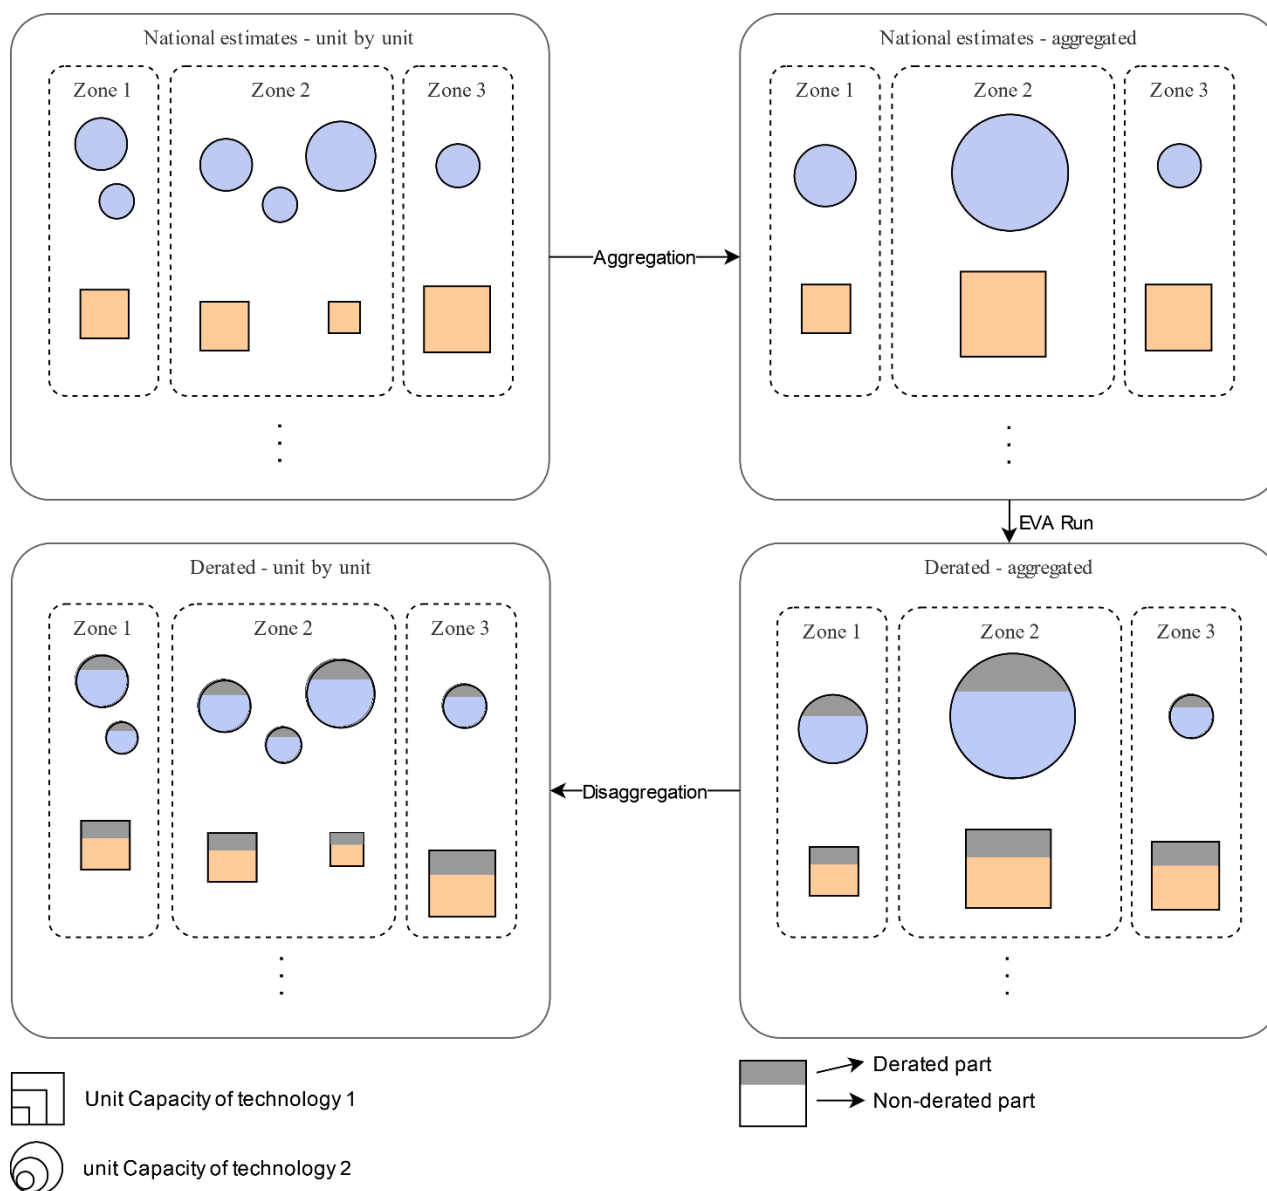 National estimates - unit by unit
Zone 1
Zone 2
Zone 3
Aggregation
National estimates - aggregated
Zone 1
Zone 2
Zone 3
EVA Run
Derated - unit by unit
Zone 1
Zone 2
Zone 3
Disaggregation
Derated - aggregated
Zone 1
Zone 2
Zone 3
Unit Capacity of technology 1
unit Capacity of technology 2
Derated part
Non-derated part